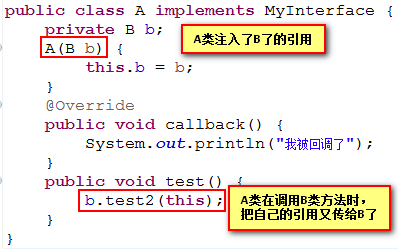 public class A implements MyInterface {
private B b;
A(B b) {
A类注入了B了的引用
this.b = b;
}
@Override
public void callback() {
System.out.println("我被回调了");
}
public void test() {
b.test2(this);
A类在调用B类方法时,
把自己的引用又传给B了
}
}